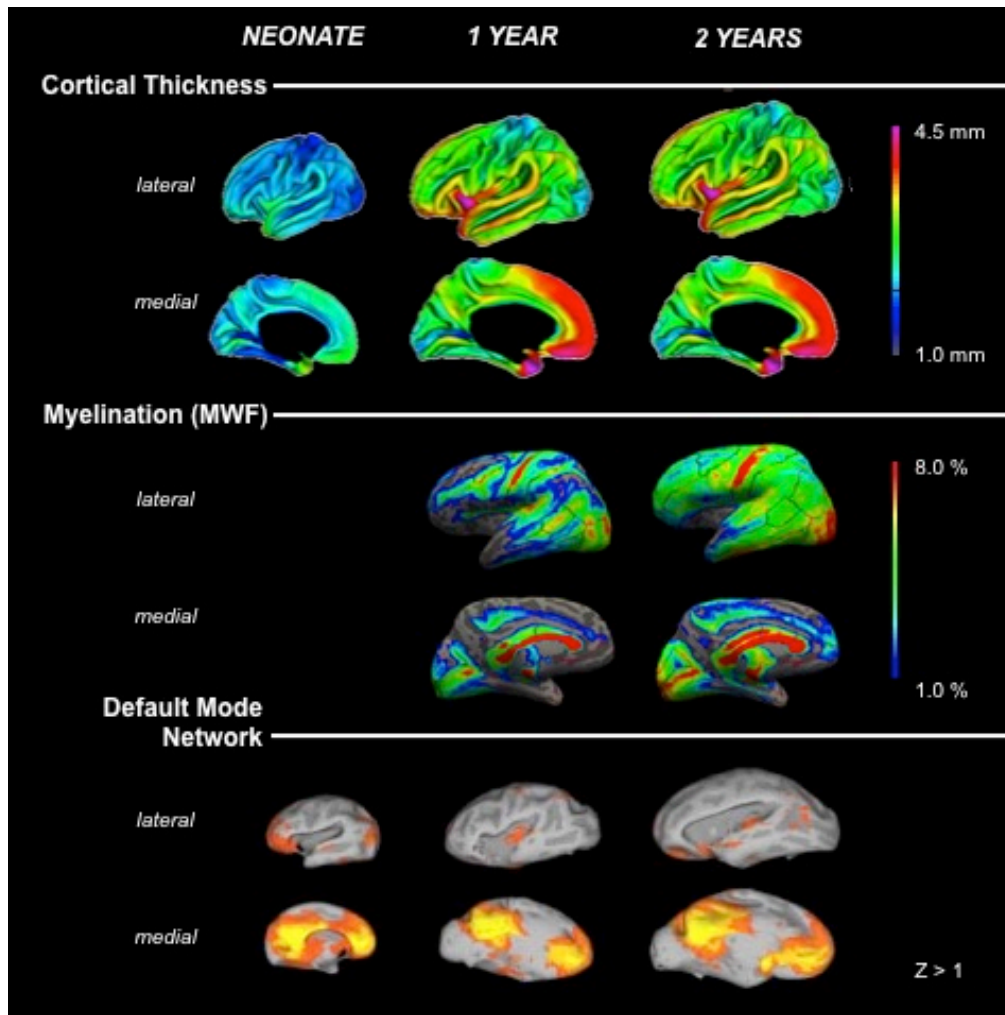 NEONATE 1 YEAR 2 YEARS
Cortical Thickness
4.5 mm
lateral
medial
1.0 mm
Myelination (MWF)
8.0 %
lateral
medial
1.0 %
Default Mode
Network
lateral
medial
Z > 1